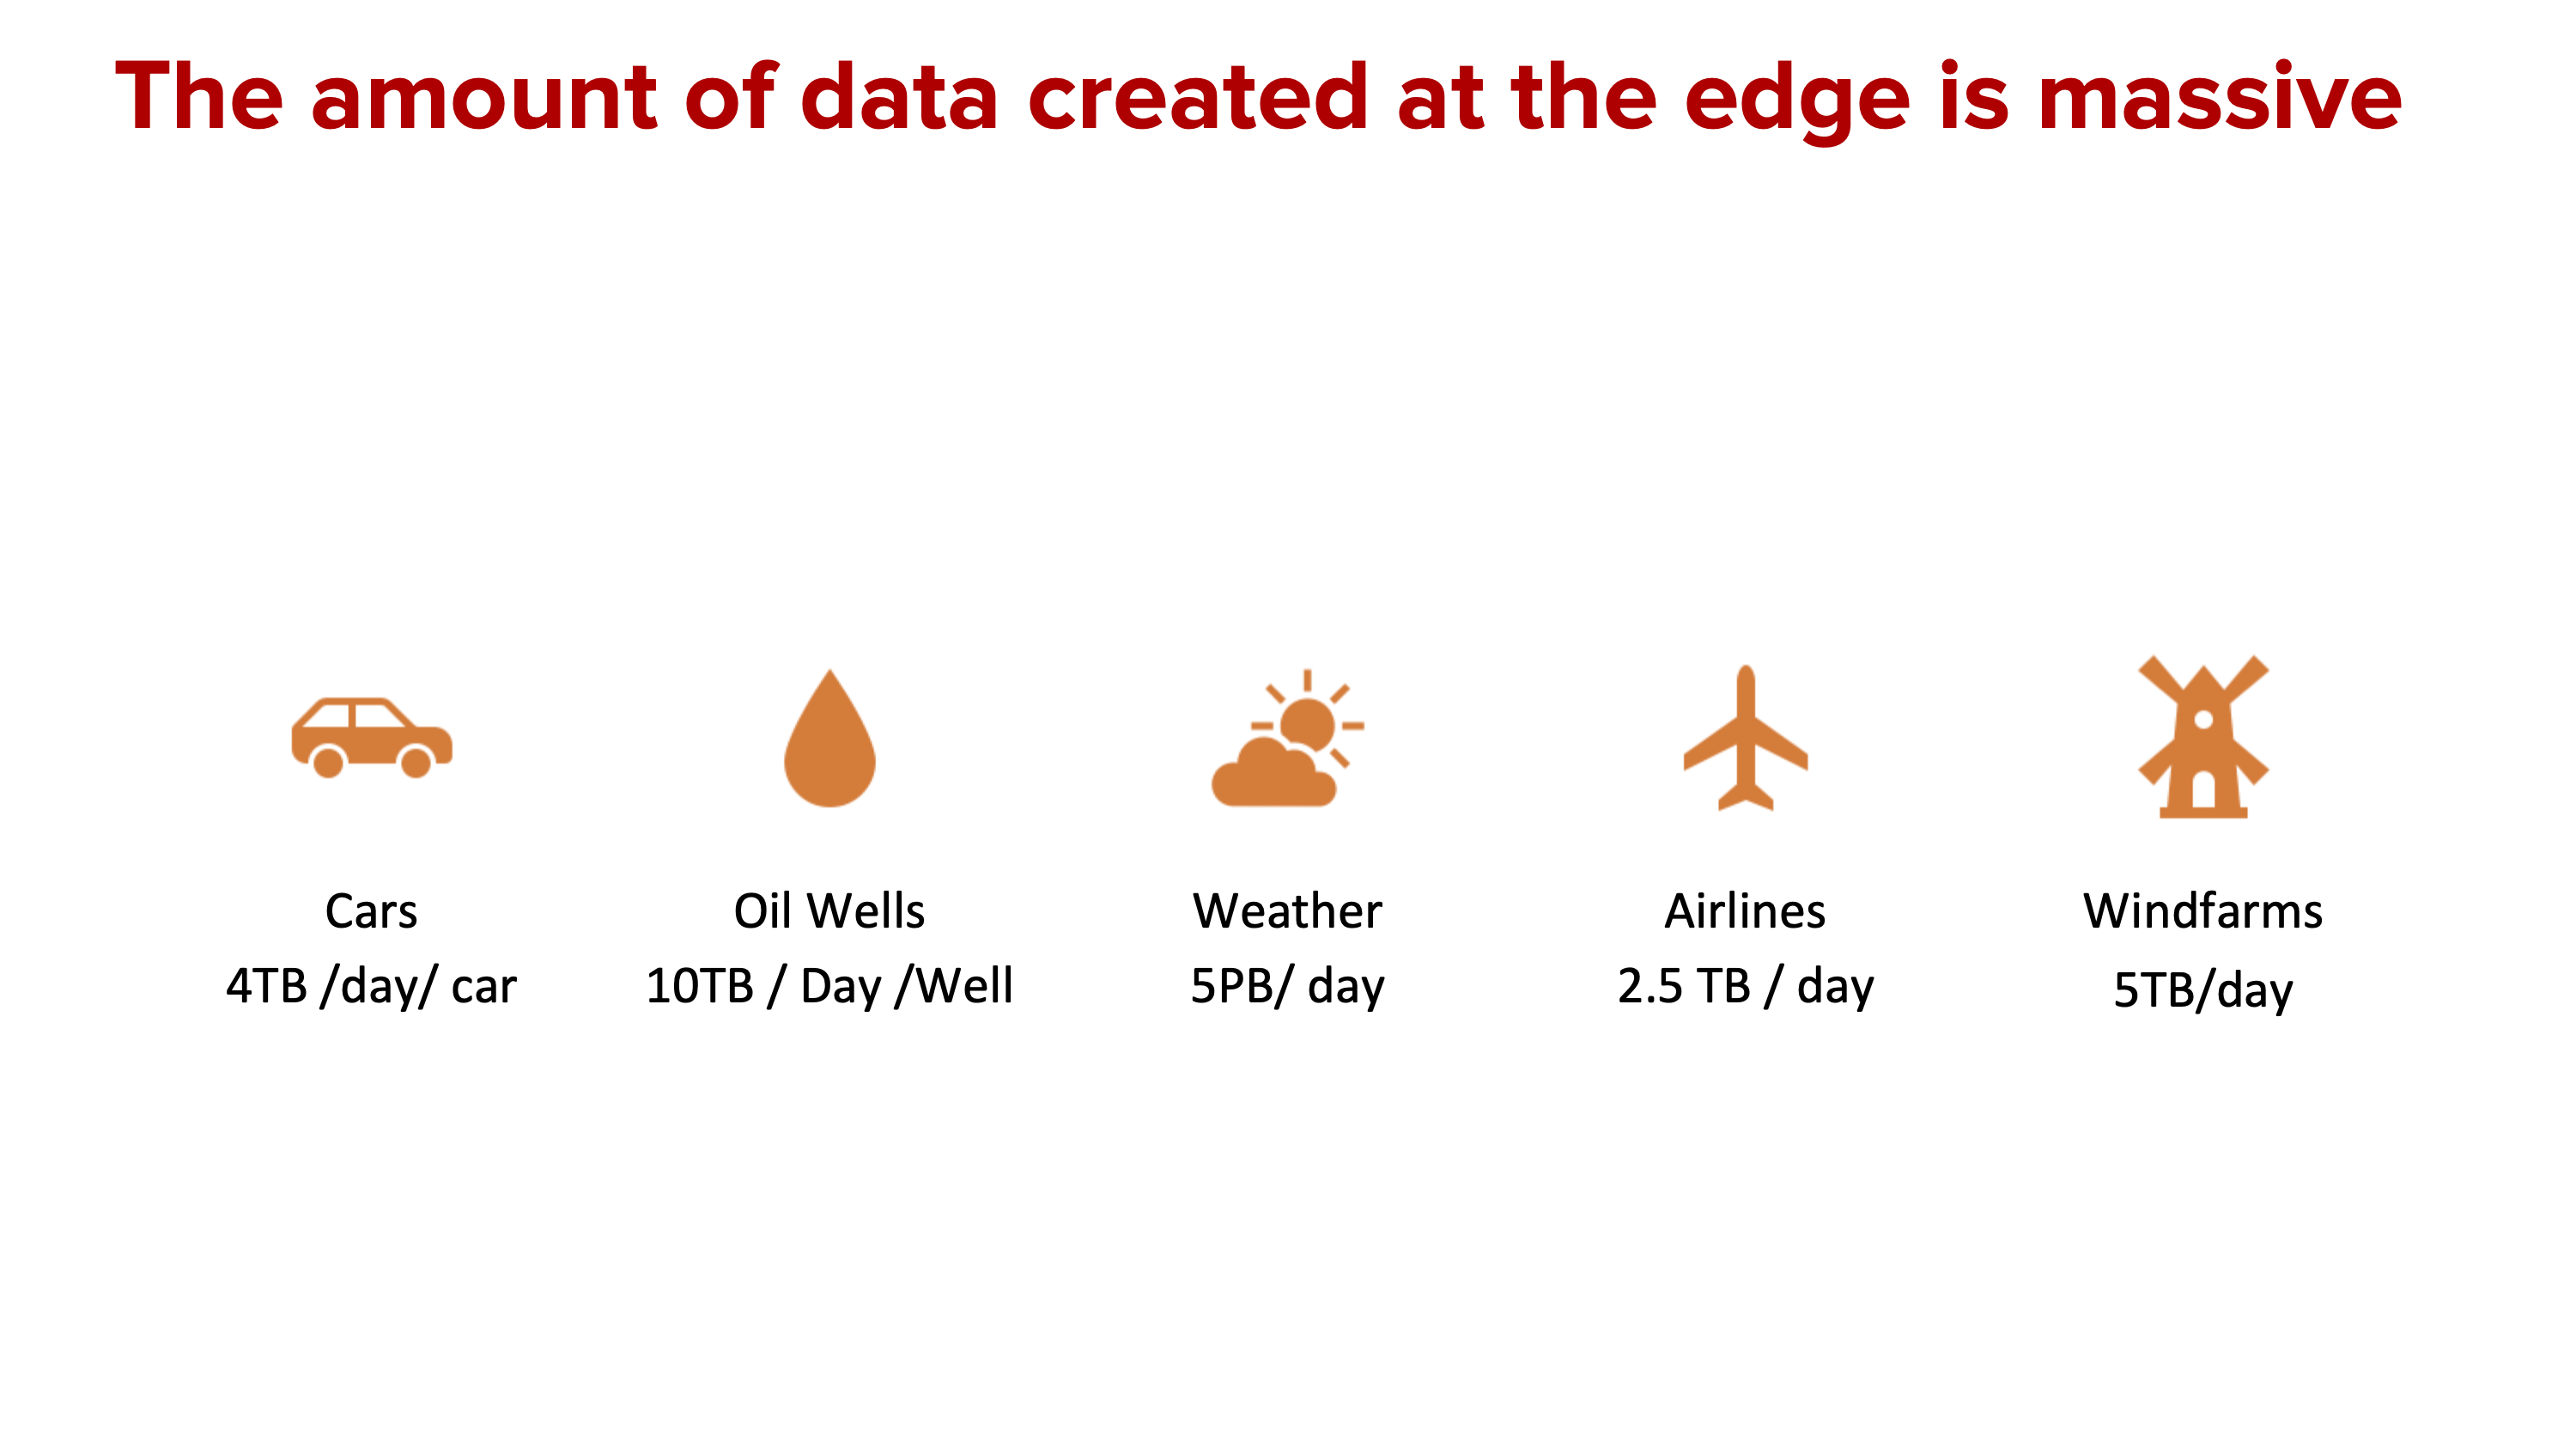 The amount of data created at the edge is massive
Cars
4TB /day/ car
Oil Wells
10TB / Day /Well
Weather
5PB/ day
Airlines
2.5 TB / day
Windfarms
5TB/day